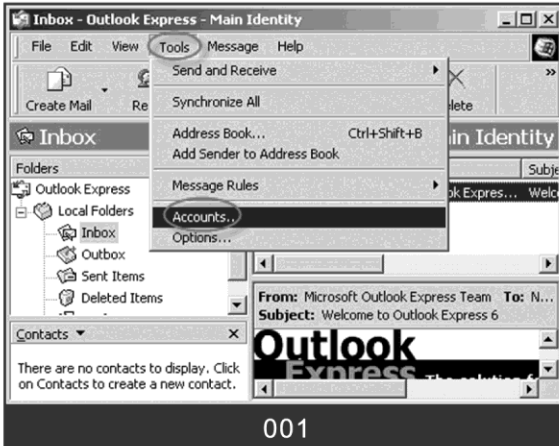 Inbox - Outlook Express - Main Identity
File Edit View Tools Message Help
Create Mail
Send and Receive
Synchronize All
Address Book... Ctrl+Shift+B
Add Sender to Address Book
Message Rules
Accounts...
Options...
Inbox
Folders
Outlook Express
Local Folders
Inbox
Outbox
Sent Items
Deleted Items
Contacts
There are no contacts to display. Click
on Contacts to create a new contact.
From: Microsoft Outlook Express Team To: N...
Subject: Welcome to Outlook Express 6
Outlook
Express
001